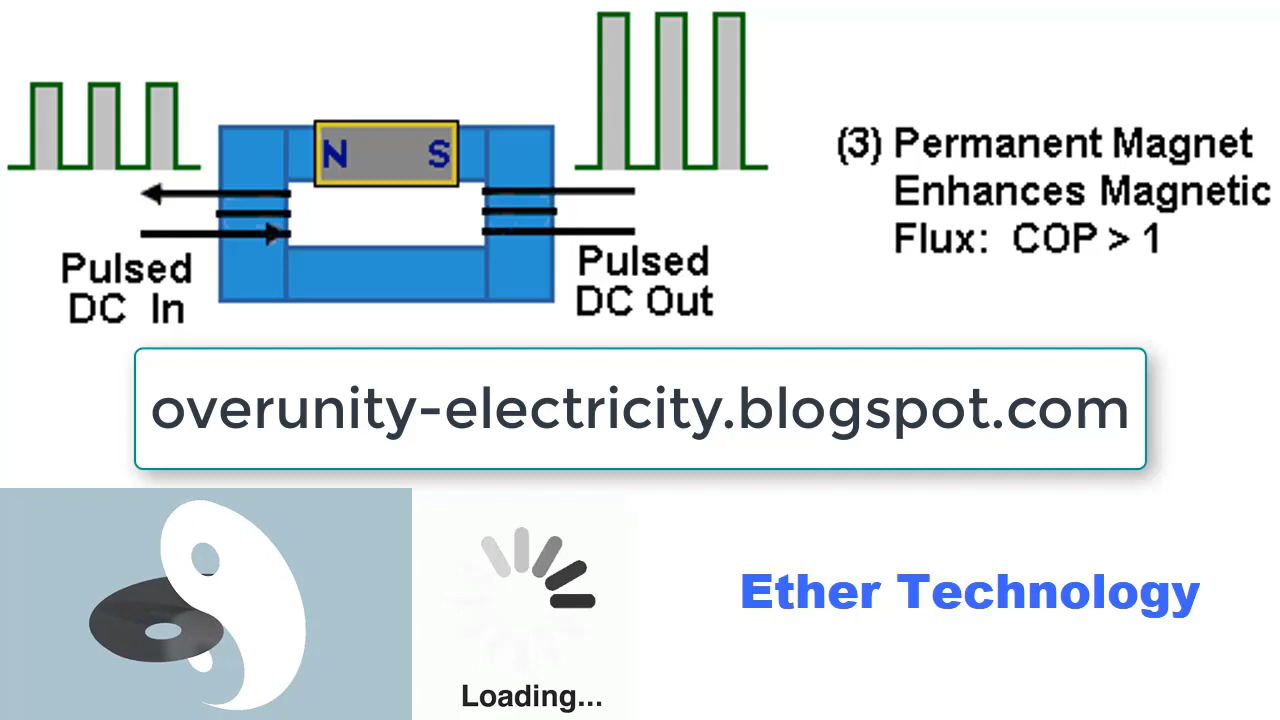 N S
(3) Permanent Magnet
Enhances Magnetic
Flux: COP > 1
Pulsed
DC In
Pulsed
DC Out
overunity-electricity.blogspot.com
Ether Technology
Loading...